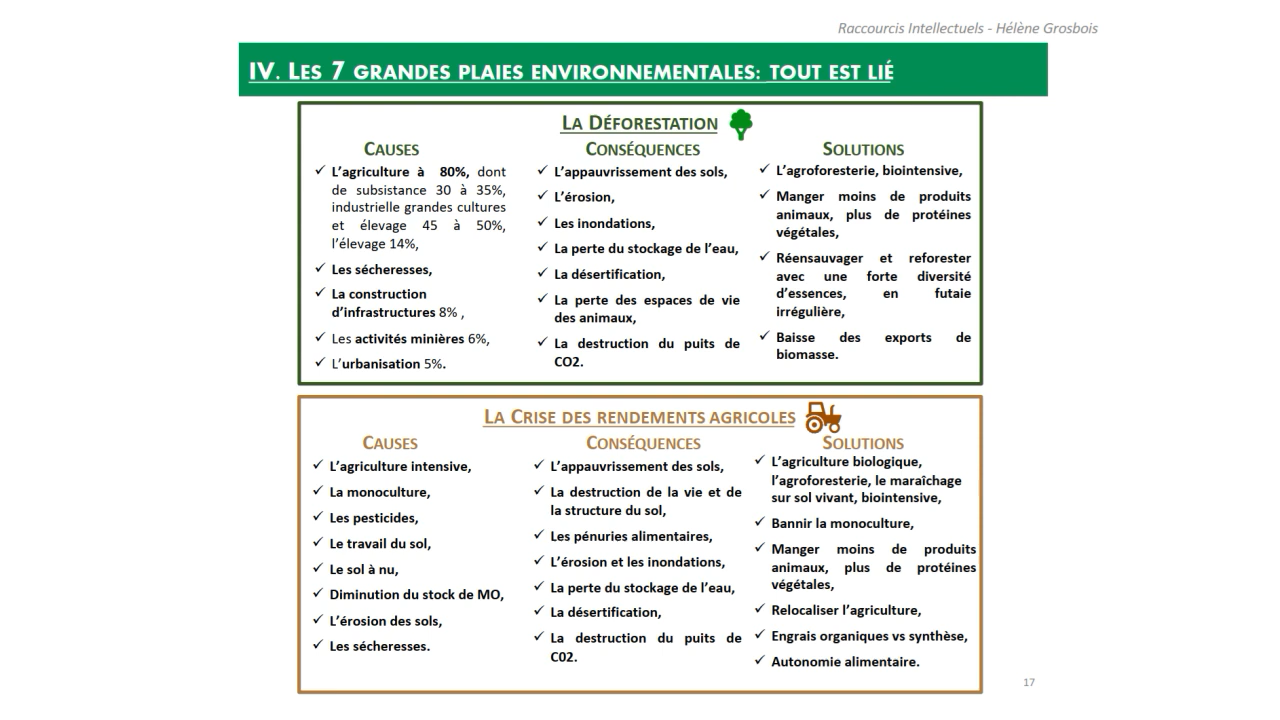 Raccourcis Intellectuels - Hélène Grosbois
IV. Les 7 grandes plaies environnementales: tout est lié
La Déforestation
Causes
✓ L'agriculture à 80%, dont
de subsistance 30 à 35%,
industrielle grandes cultures
et élevage 45 à 50%,
l'élevage 14%,
✓ Les sécheresses,
✓ La construction
d'infrastructures 8% ,
✓ Les activités minières 6%,
✓ L'urbanisation 5%.
Conséquences
✓ L'appauvrissement des sols,
✓ L'érosion,
✓ Les inondations,
✓ La perte du stockage de l'eau,
✓ La désertification,
✓ La perte des espaces de vie
des animaux,
✓ La destruction du puits de
CO2.
Solutions
✓ L'agroforesterie, biointensive,
✓ Manger moins de produits
animaux, plus de protéines
végétales,
✓ Réensauvager et reforester
avec une forte diversité
d'essences, en futaie
irrégulière,
✓ Baisse des exports de
biomasse.
La Crise des rendements agricoles
Causes
✓ L'agriculture intensive,
✓ La monoculture,
✓ Les pesticides,
✓ Le travail du sol,
✓ Le sol à nu,
✓ Diminution du stock de MO,
✓ L'érosion des sols,
✓ Les sécheresses.
Conséquences
✓ L'appauvrissement des sols,
✓ La destruction de la vie et de
la structure du sol,
✓ Les pénuries alimentaires,
✓ L'érosion et les inondations,
✓ La perte du stockage de l'eau,
✓ La désertification,
✓ La destruction du puits de
C02.
Solutions
✓ L'agriculture biologique,
l'agroforesterie, le maraîchage
sur sol vivant, biointensive,
✓ Bannir la monoculture,
✓ Manger moins de produits
animaux, plus de protéines
végétales,
✓ Relocaliser l'agriculture,
✓ Engrais organiques vs synthèse,
✓ Autonomie alimentaire.
17